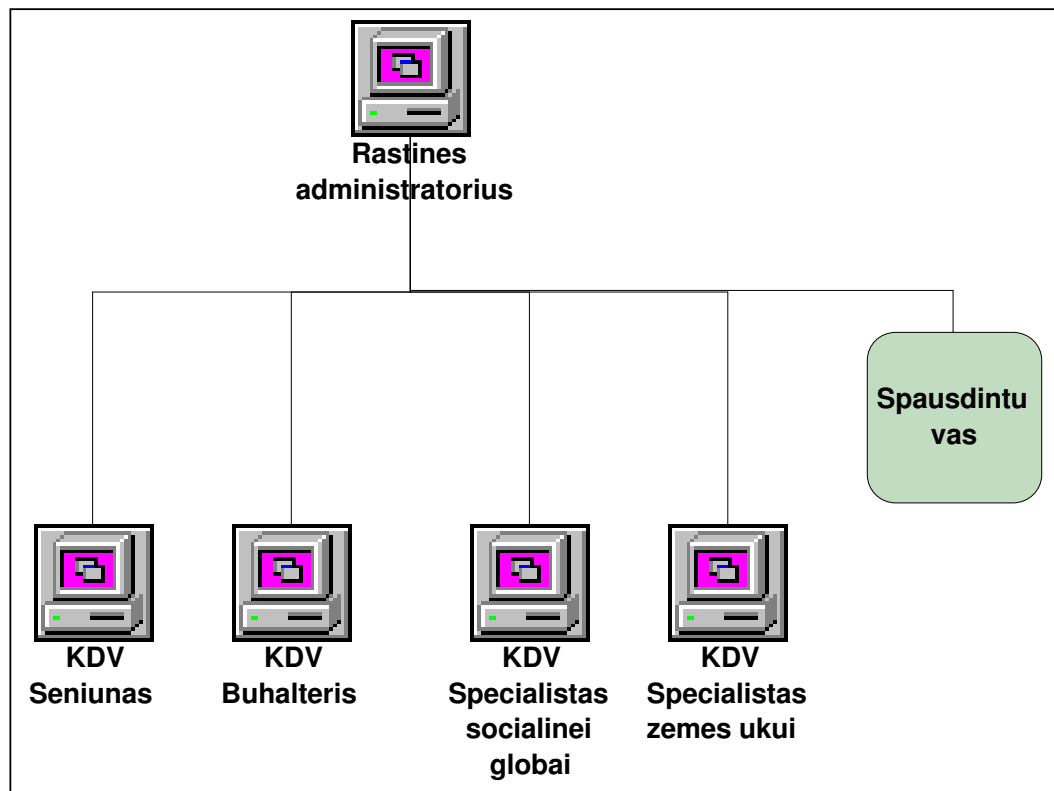 Rastines
administratorius
Spausdintu
vas
KDV
Seniunas
KDV
Buhalteris
KDV
Specialistas
socialinei
globai
KDV
Specialistas
zemes ukui